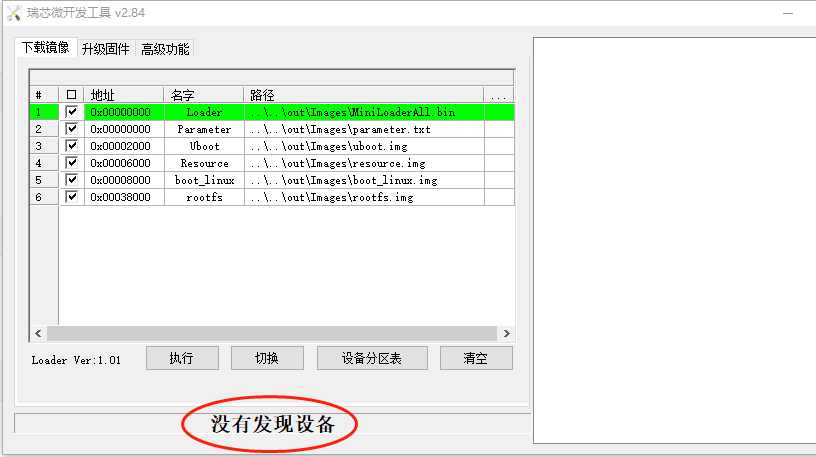 瑞芯微开发工具 v2.84
下载镜像 升级固件 高级功能
# 地址 名字 路径 ...
1 0x00000000 Loader ..\..\out\Images\MiniLoaderAll.bin
2 0x00000000 Parameter ..\..\out\Images\parameter.txt
3 0x00002000 Uboot ..\..\out\Images\uboot.img
4 0x00006000 Resource ..\..\out\Images\resource.img
5 0x00008000 boot_linux ..\..\out\Images\boot_linux.img
6 0x00038000 rootfs ..\..\out\Images\rootfs.img
Loader Ver:1.01 执行 切换 设备分区表 清空
没有发现设备